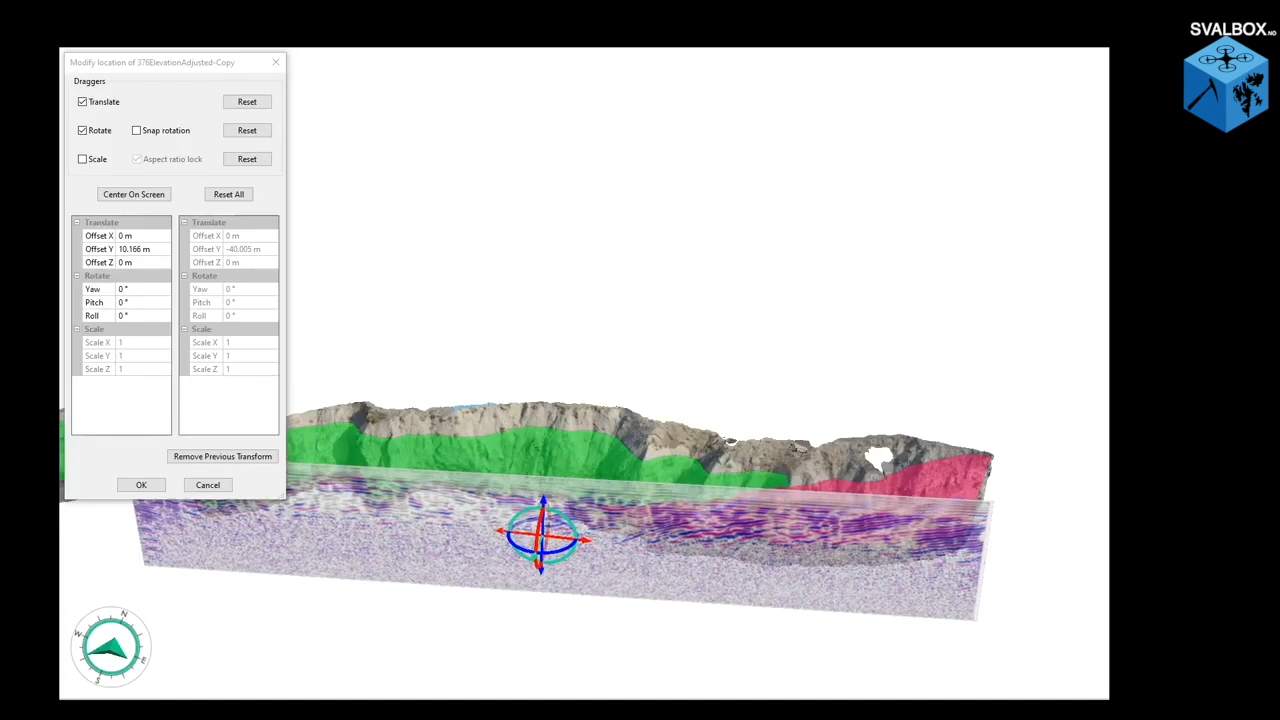 SVALBOX.NO
Modify location of 376ElevationAdjusted-Copy
Draggers
Translate Reset
Rotate Snap rotation Reset
Scale Aspect ratio lock Reset
Center On Screen Reset All
Translate Translate
Offset X 0 m Offset X 0 m
Offset Y 10.166 m Offset Y -40.005 m
Offset Z 0 m Offset Z 0 m
Rotate Rotate
Yaw 0 ° Yaw 0 °
Pitch 0 ° Pitch 0 °
Roll 0 ° Roll 0 °
Scale Scale
Scale X 1 Scale X 1
Scale Y 1 Scale Y 1
Scale Z 1 Scale Z 1
Remove Previous Transform
OK Cancel
N
W
E
S